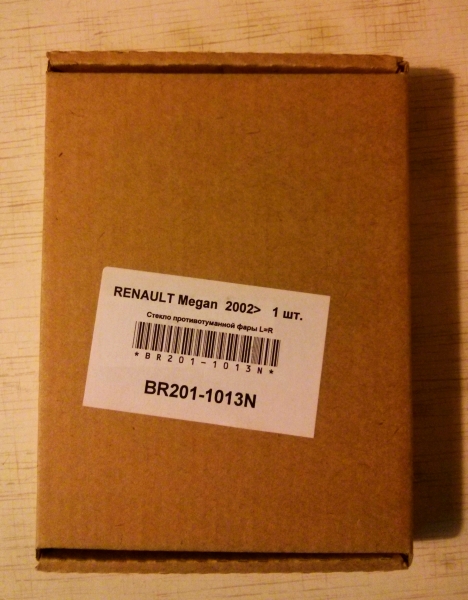 RENAULT Megan 2002> 1 шт.
Стекло противотуманной фары L=R
*BR201-1013N*
BR201-1013N